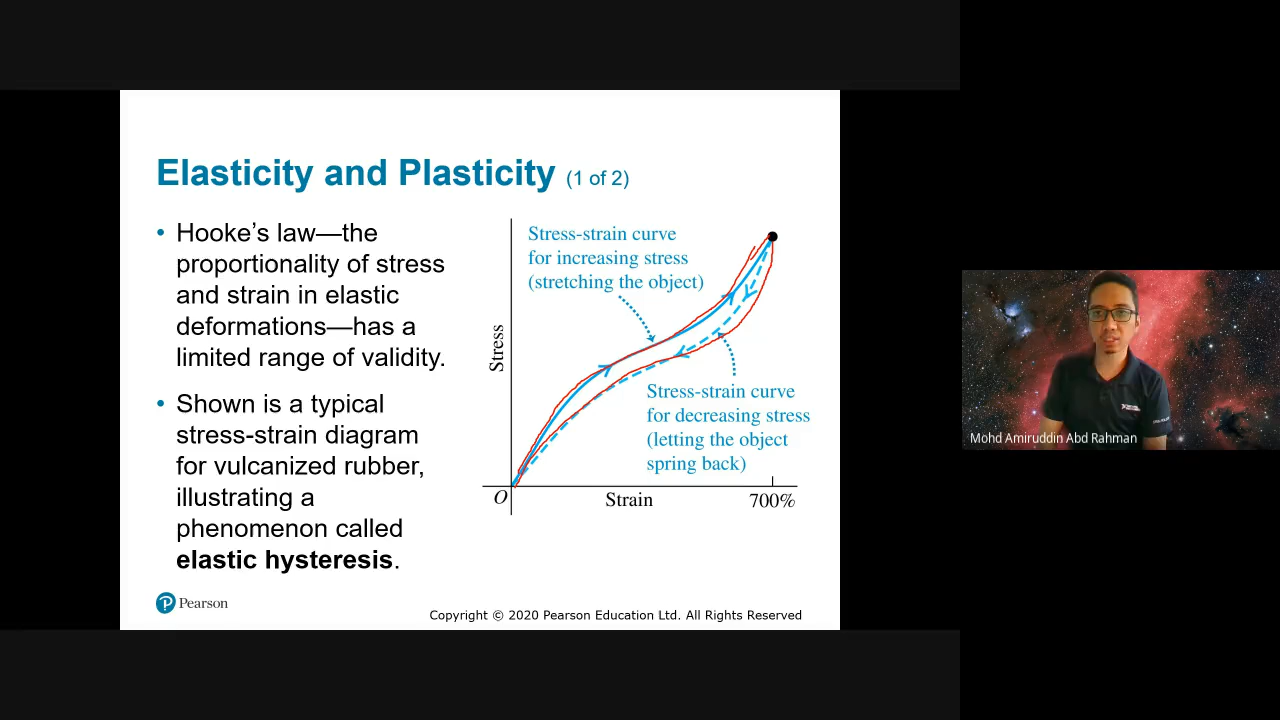 Elasticity and Plasticity (1 of 2)
• Hooke’s law—the
proportionality of stress
and strain in elastic
deformations—has a
limited range of validity.
• Shown is a typical
stress-strain diagram
for vulcanized rubber,
illustrating a
phenomenon called
elastic hysteresis.
Stress-strain curve
for increasing stress
(stretching the object)
Stress
Stress-strain curve
for decreasing stress
(letting the object
spring back)
O
Strain
700%
P Pearson
Copyright © 2020 Pearson Education Ltd. All Rights Reserved
Mohd Amiruddin Abd Rahman